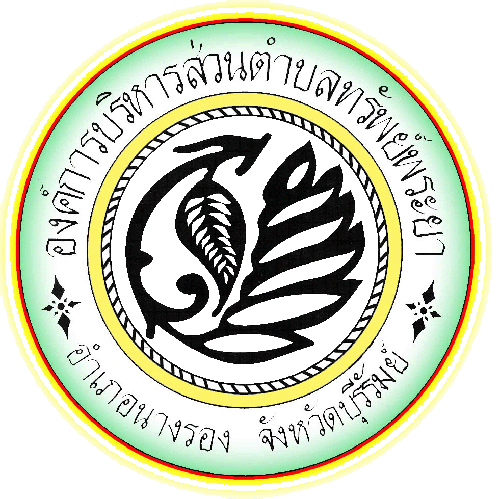 องค์การบริหารส่วนตำบลทรัพย์พระยา
อำเภอนางรอง จังหวัดบุรีรัมย์